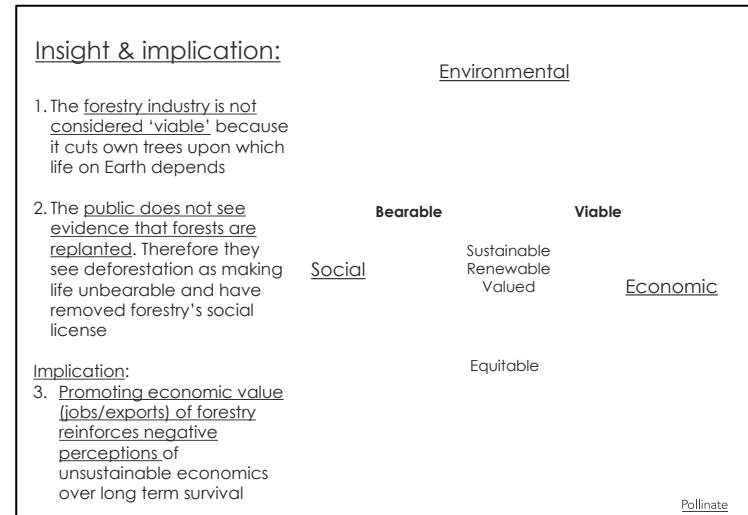 Insight & implication:
1. The forestry industry is not
considered ‘viable’ because
it cuts own trees upon which
life on Earth depends
2. The public does not see
evidence that forests are
replanted. Therefore they
see deforestation as making
life unbearable and have
removed forestry’s social
license
Implication:
3. Promoting economic value
(jobs/exports) of forestry
reinforces negative
perceptions of
unsustainable economics
over long term survival
Environmental
Bearable
Viable
Social
Sustainable
Renewable
Valued
Economic
Equitable
Pollinate